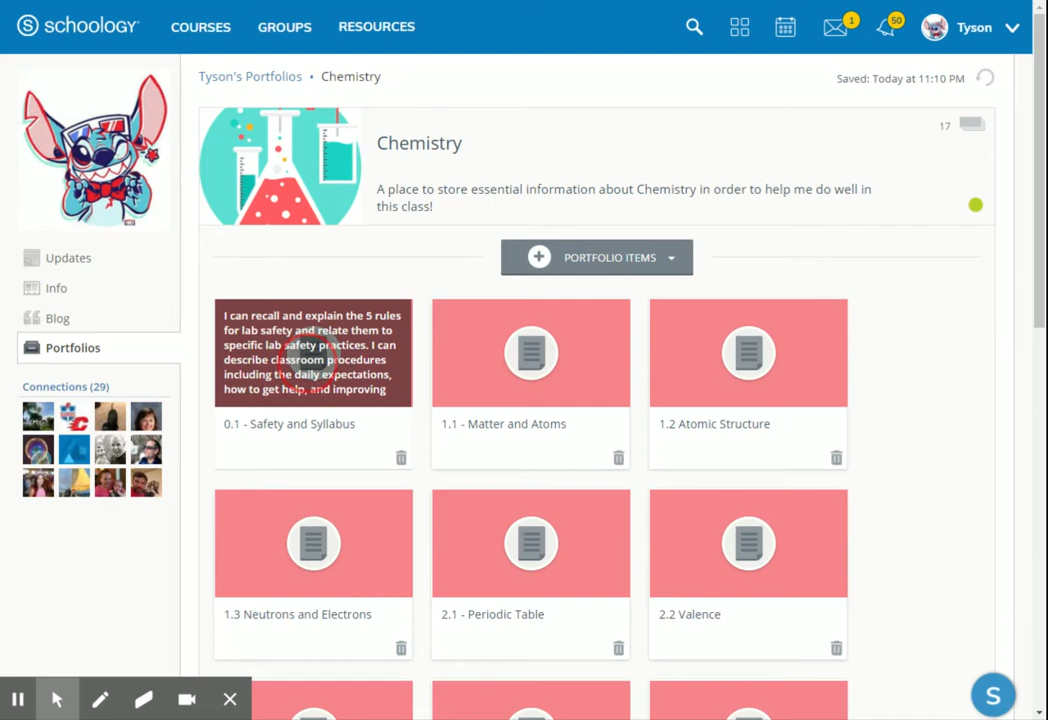 schoology
COURSES
GROUPS
RESOURCES
1
50
Tyson
Tyson's Portfolios • Chemistry
Saved: Today at 11:10 PM
Chemistry
17
A place to store essential information about Chemistry in order to help me do well in
this class!
Updates
Info
Blog
Portfolios
Connections (29)
PORTFOLIO ITEMS
I can recall and explain the 5 rules
for lab safety and relate them to
specific lab safety practices. I can
describe classroom procedures
including the daily expectations,
how to get help, and improving
0.1 - Safety and Syllabus
1.1 - Matter and Atoms
1.2 Atomic Structure
1.3 Neutrons and Electrons
2.1 - Periodic Table
2.2 Valence
S